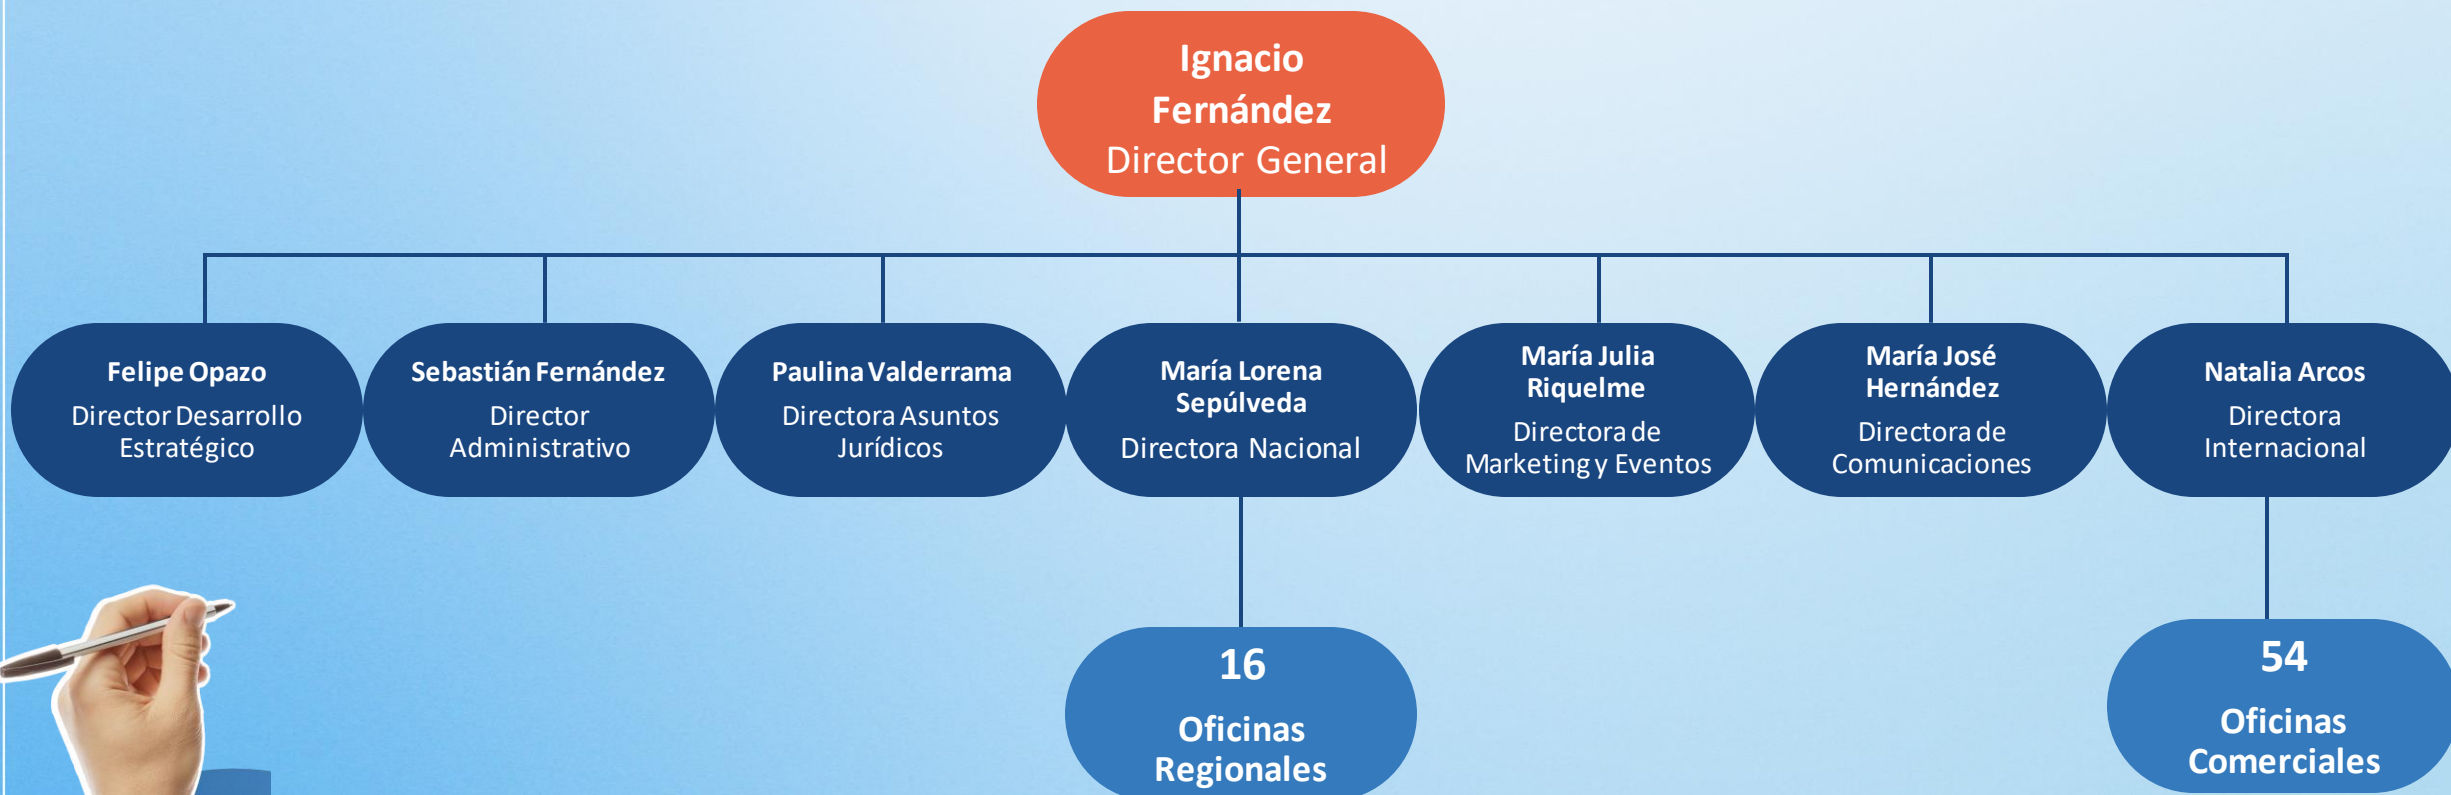 Ignacio
Fernández
Director General
Felipe Opazo
Director Desarrollo
Estratégico
Sebastián Fernández
Director
Administrativo
Paulina Valderrama
Directora Asuntos
Jurídicos
María Lorena
Sepúlveda
Directora Nacional
María Julia
Riquelme
Directora de
Marketing y Eventos
María José
Hernández
Directora de
Comunicaciones
Natalia Arcos
Directora
Internacional
16
Oficinas
Regionales
54
Oficinas
Comerciales